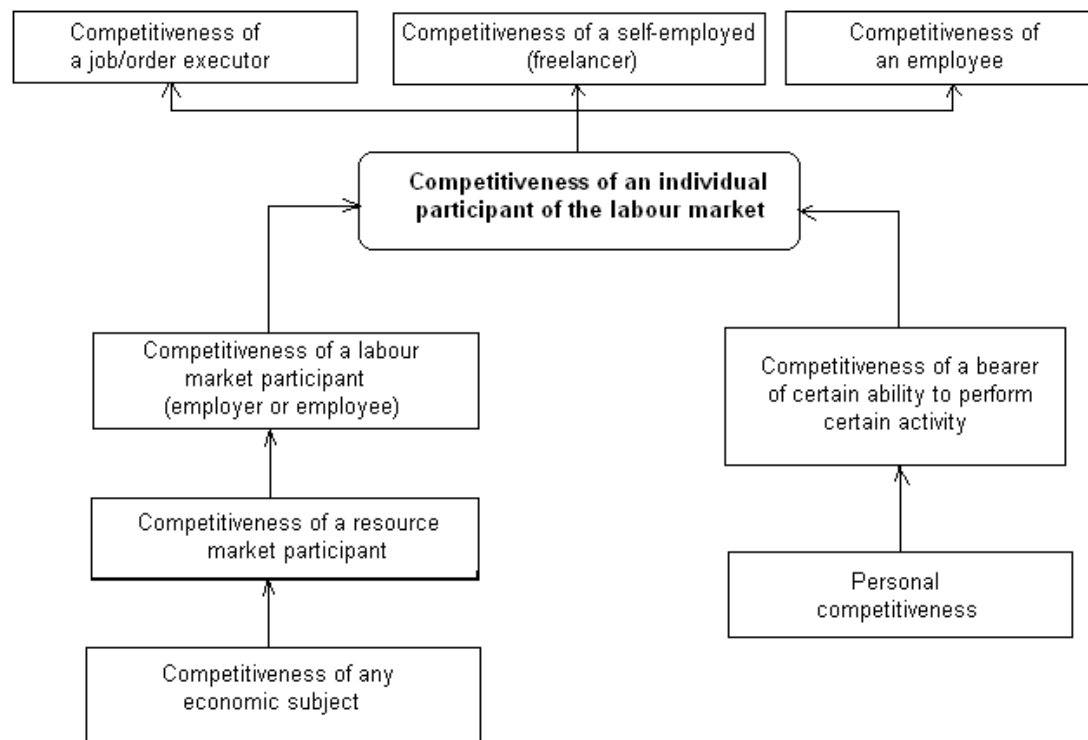 Competitiveness of
a job/order executor
Competitiveness of a self-employed
(freelancer)
Competitiveness of
an employee
Competitiveness of an individual
participant of the labour market
Competitiveness of a labour
market participant
(employer or employee)
Competitiveness of a bearer
of certain ability to perform
certain activity
Competitiveness of a resource
market participant
Personal
competitiveness
Competitiveness of any
economic subject